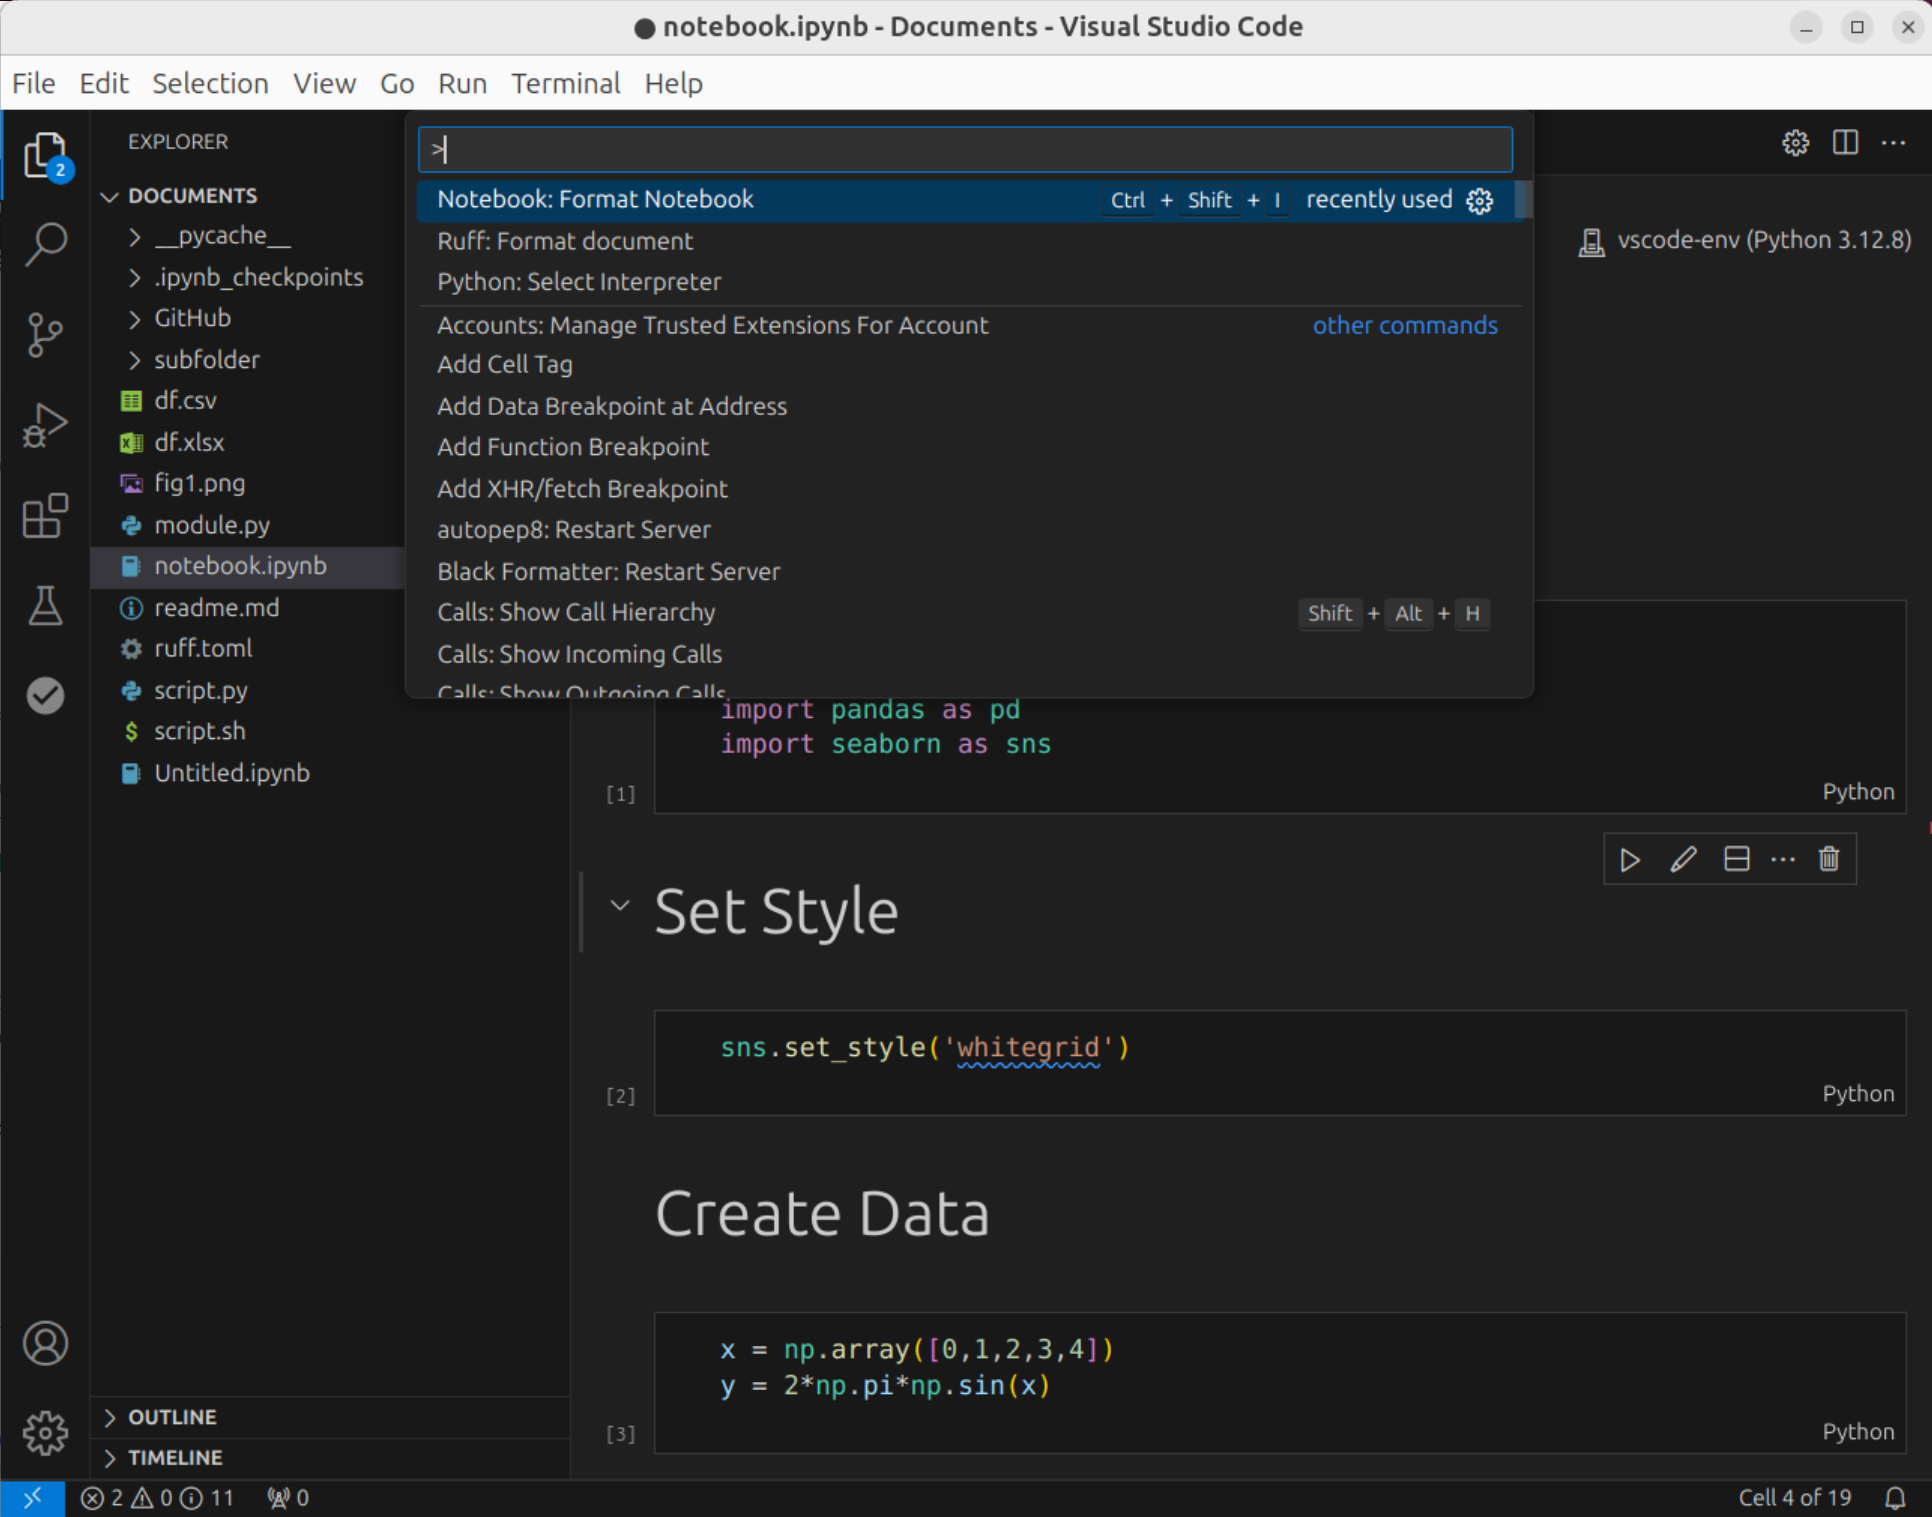 notebook.ipynb - Documents - Visual Studio Code
File Edit Selection View Go Run Terminal Help
2
EXPLORER
DOCUMENTS
__pycache__
.ipynb_checkpoints
GitHub
subfolder
df.csv
df.xlsx
fig1.png
module.py
notebook.ipynb
readme.md
ruff.toml
script.py
script.sh
Untitled.ipynb
OUTLINE
TIMELINE
>
Notebook: Format Notebook Ctrl + Shift + I recently used
Ruff: Format document
Python: Select Interpreter
Accounts: Manage Trusted Extensions For Account other commands
Add Cell Tag
Add Data Breakpoint at Address
Add Function Breakpoint
Add XHR/fetch Breakpoint
autopep8: Restart Server
Black Formatter: Restart Server
Calls: Show Call Hierarchy Shift + Alt + H
Calls: Show Incoming Calls
Calls: Show Outgoing Calls
vscode-env (Python 3.12.8)
import pandas as pd
import seaborn as sns
[1] Python
Set Style
sns.set_style('whitegrid')
[2] Python
Create Data
x = np.array([0,1,2,3,4])
y = 2*np.pi*np.sin(x)
[3] Python
2 0 11 0 Cell 4 of 19